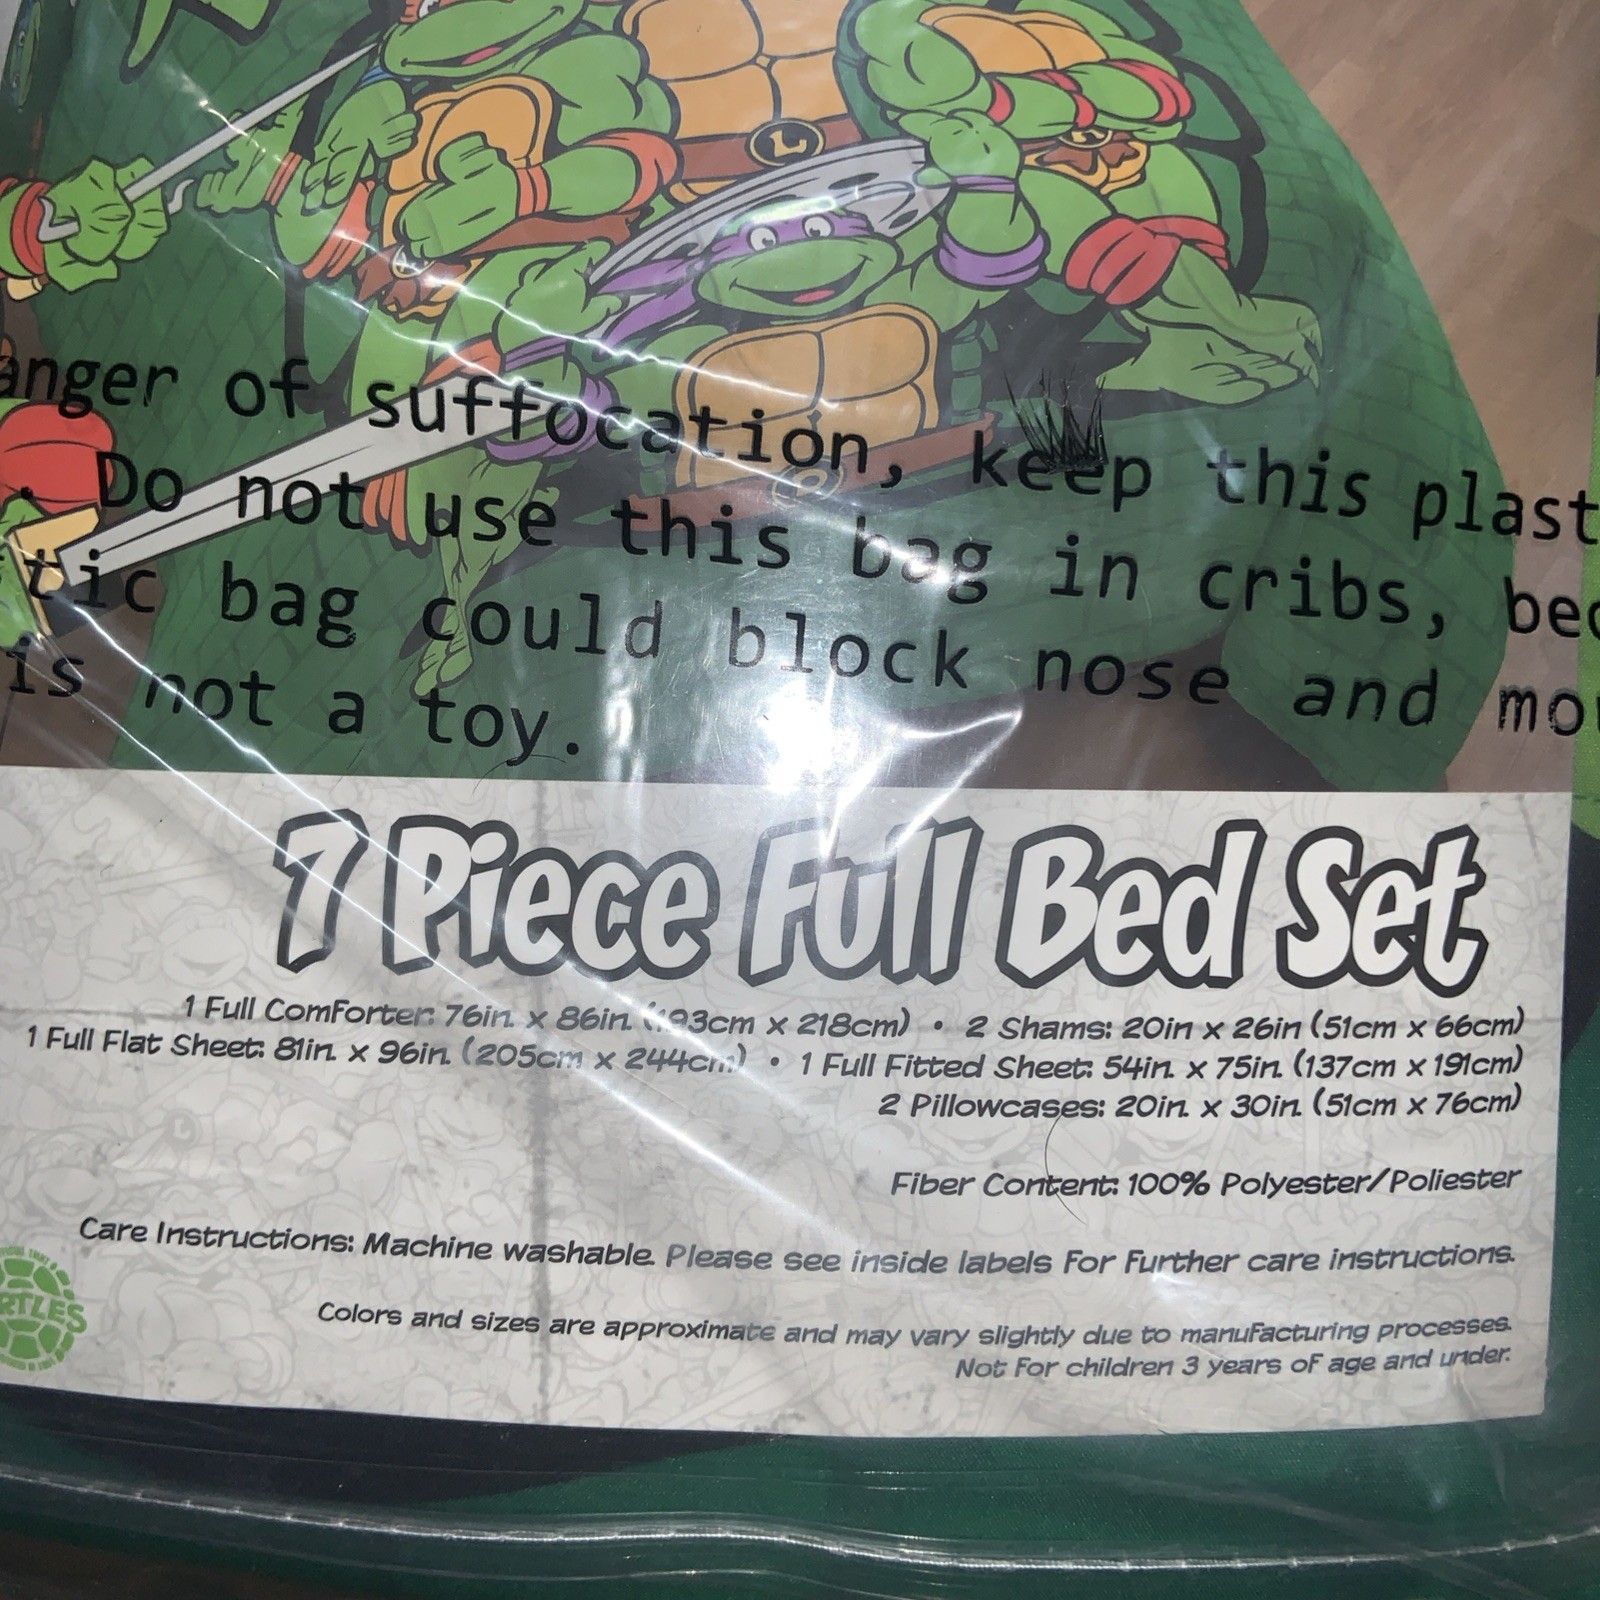 L
anger of suffocation, keep this plast
. Do not use this bag in cribs, bed
tic bag could block nose and mou
is not a toy.
7 Piece Full Bed Set
1 Full Comforter: 76in. x 86in. (193cm x 218cm) • 2 Shams: 20in x 26in (51cm x 66cm)
1 Full Flat Sheet: 81in. x 96in. (205cm x 244cm) • 1 Full Fitted Sheet: 54in. x 75in. (137cm x 191cm)
2 Pillowcases: 20in. x 30in. (51cm x 76cm)
Fiber Content: 100% Polyester/Poliester
Care Instructions: Machine washable. Please see inside labels for further care instructions.
RTLES
Colors and sizes are approximate and may vary slightly due to manufacturing processes.
Not for children 3 years of age and under.